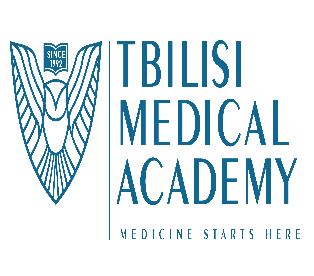 SINCE
1992
TBILISI
MEDICAL
ACADEMY
MEDICINE STARTS HERE